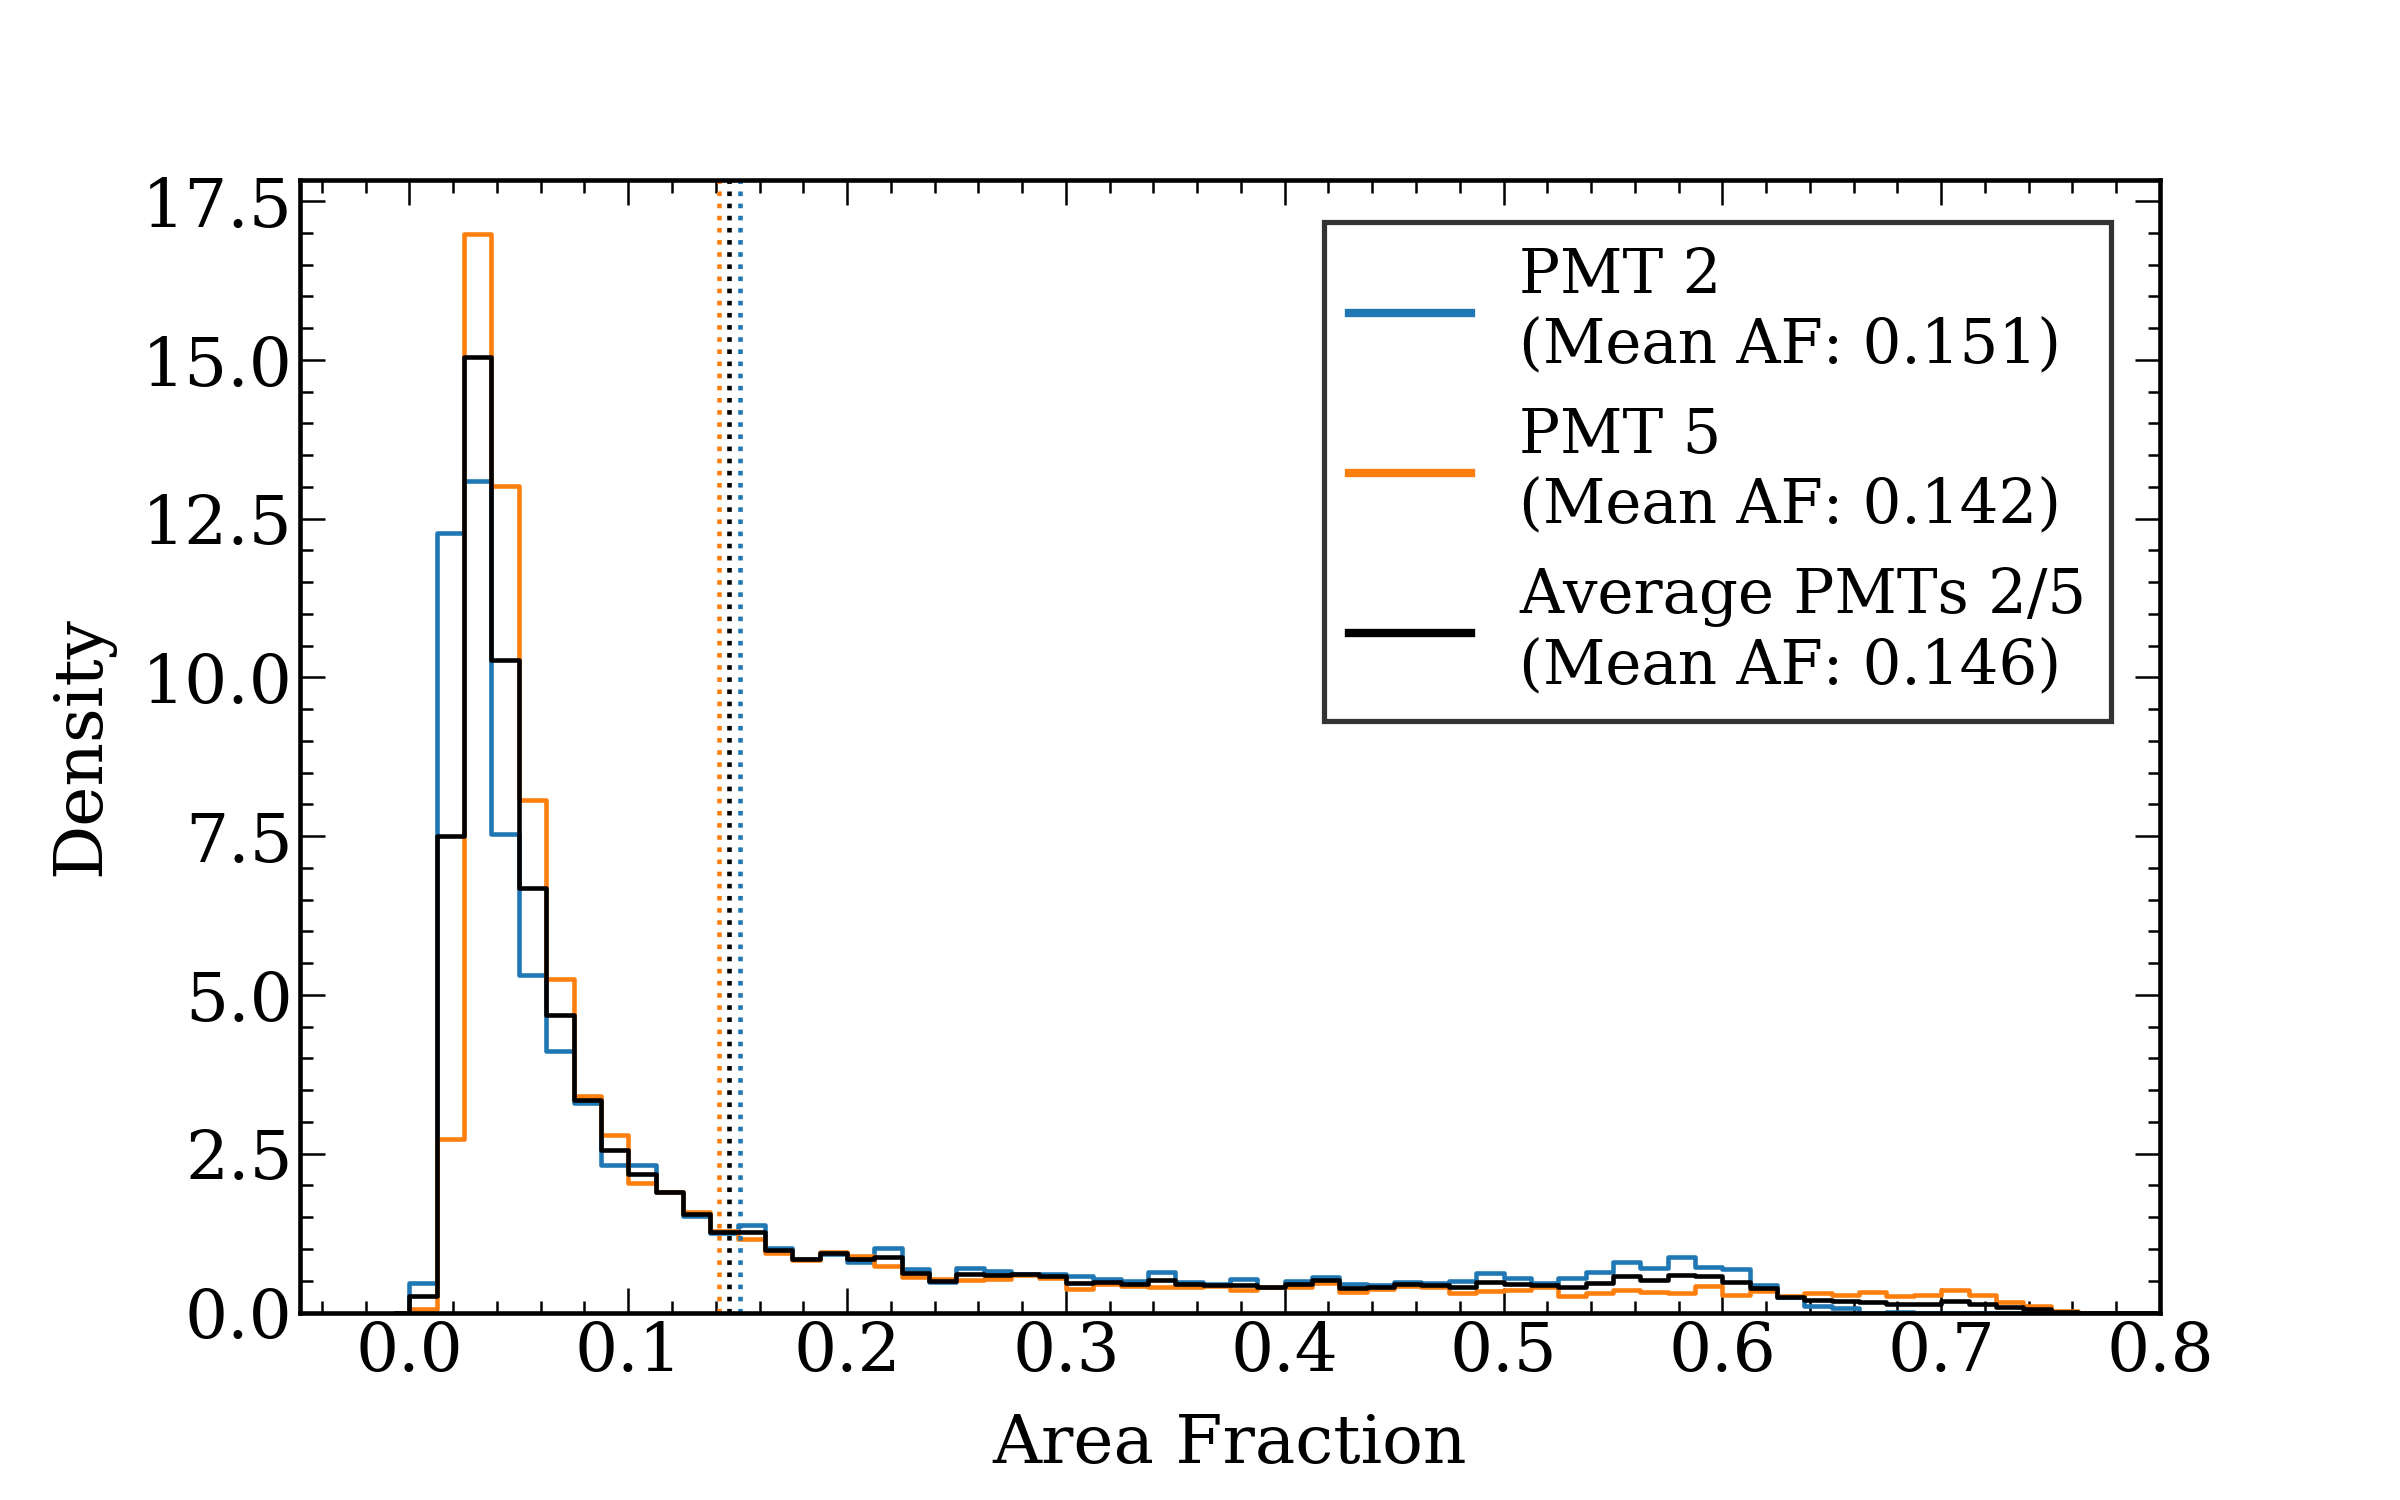 17.5
15.0
12.5
10.0
7.5
5.0
2.5
0.0
Density
PMT 2
(Mean AF: 0.151)
PMT 5
(Mean AF: 0.142)
Average PMTs 2/5
(Mean AF: 0.146)
0.0 0.1 0.2 0.3 0.4 0.5 0.6 0.7 0.8
Area Fraction